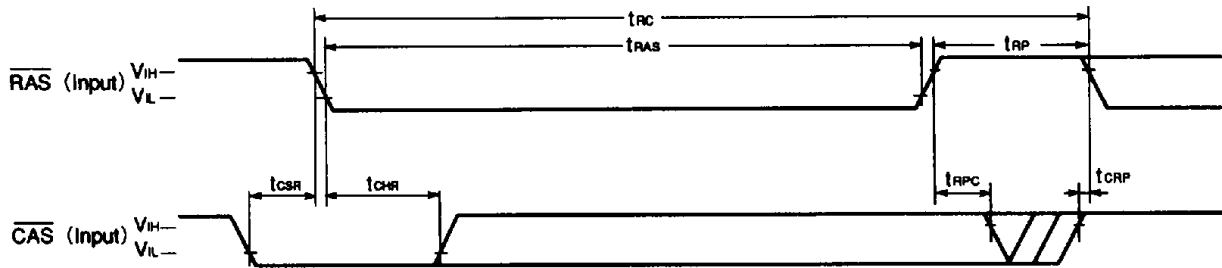 tRC
tRAS
tRP
RAS (Input) VIH
VIL
tCSR
tCHR
tRPC
tCRP
CAS (Input) VIH
VIL